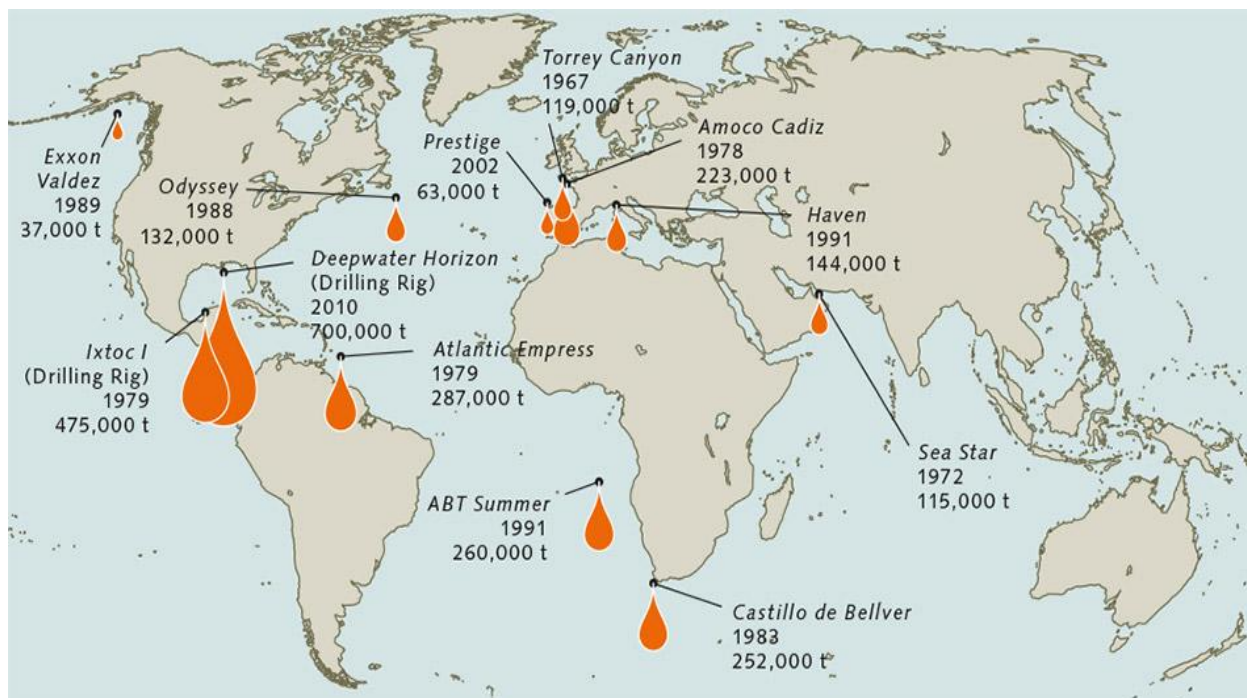 Torrey Canyon
1967
119,000 t
Amoco Cadiz
1978
223,000 t
Prestige
2002
63,000 t
Exxon
Valdez
1989
37,000 t
Odyssey
1988
132,000 t
Haven
1991
144,000 t
Deepwater Horizon
(Drilling Rig)
2010
700,000 t
Ixtoc I
(Drilling Rig)
1979
475,000 t
Atlantic Empress
1979
287,000 t
Sea Star
1972
115,000 t
ABT Summer
1991
260,000 t
Castillo de Bellver
1983
252,000 t